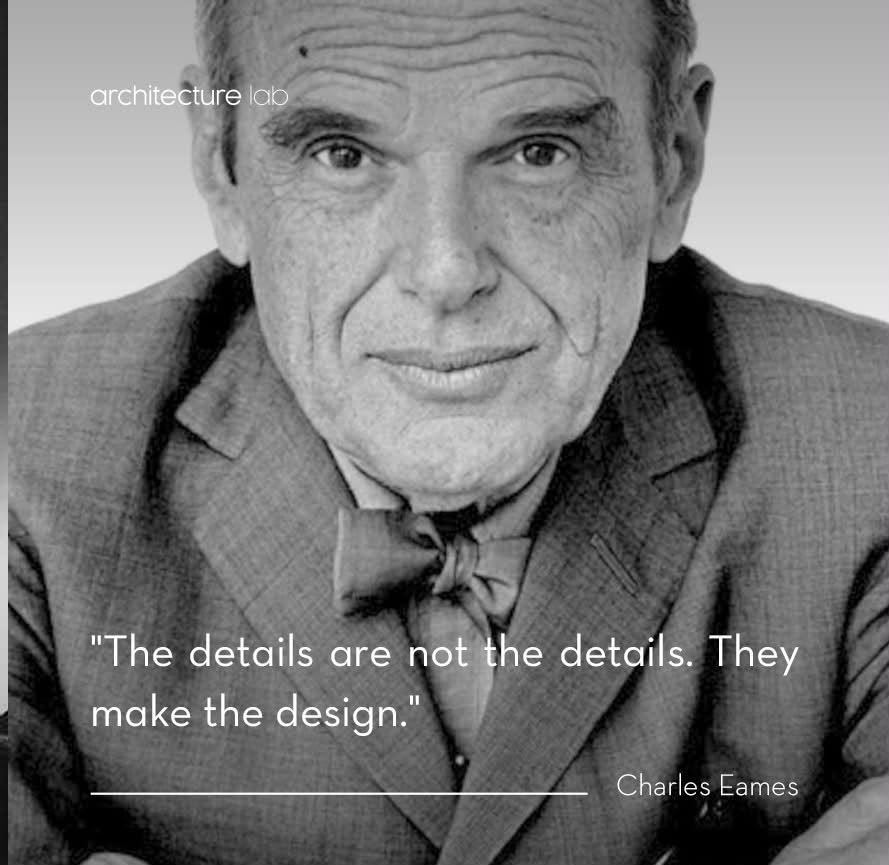 architecture lab
"The details are not the details. They
make the design."
Charles Eames